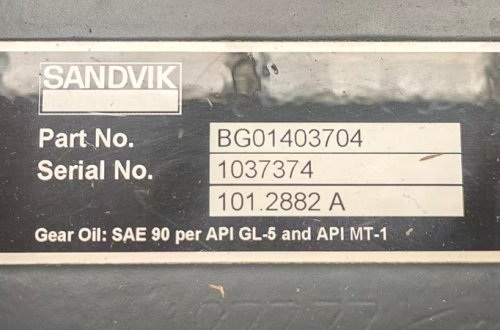 SANDVIK
Part No. BG01403704
Serial No. 1037374
101.2882 A
Gear Oil: SAE 90 per API GL-5 and API MT-1